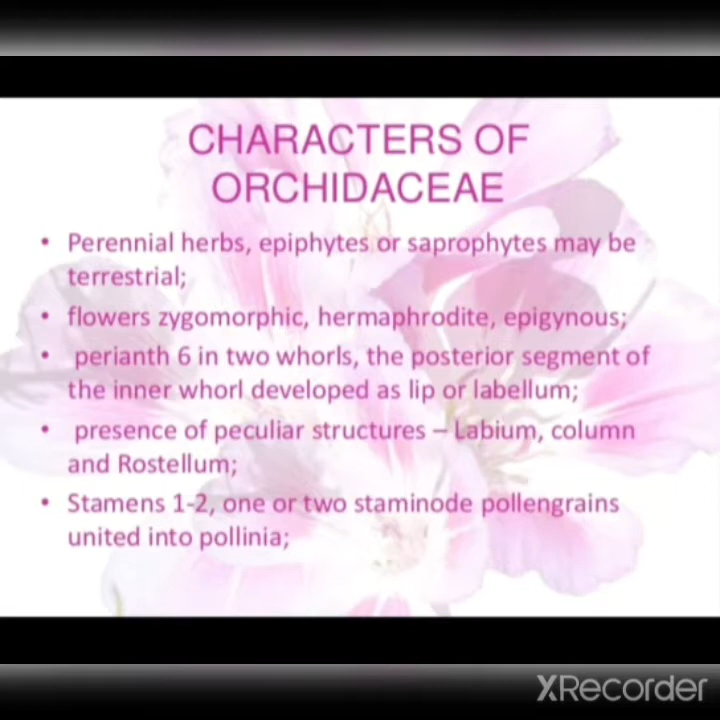 CHARACTERS OF
ORCHIDACEAE
• Perennial herbs, epiphytes or saprophytes may be
terrestrial;
• flowers zygomorphic, hermaphrodite, epigynous;
• perianth 6 in two whorls, the posterior segment of
the inner whorl developed as lip or labellum;
• presence of peculiar structures – Labium, column
and Rostellum;
• Stamens 1-2, one or two staminode pollengrains
united into pollinia;
XRecorder